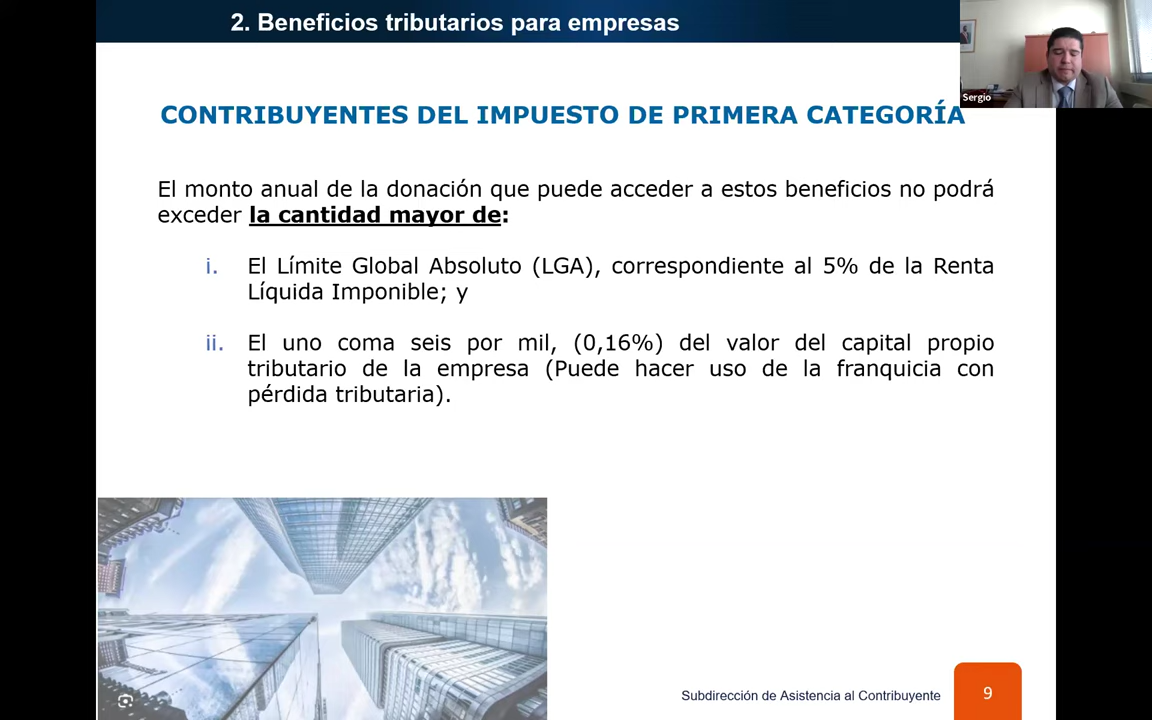 2. Beneficios tributarios para empresas
Sergio
CONTRIBUYENTES DEL IMPUESTO DE PRIMERA CATEGORÍA
El monto anual de la donación que puede acceder a estos beneficios no podrá
exceder la cantidad mayor de:
i. El Límite Global Absoluto (LGA), correspondiente al 5% de la Renta
Líquida Imponible; y
ii. El uno coma seis por mil, (0,16%) del valor del capital propio
tributario de la empresa (Puede hacer uso de la franquicia con
pérdida tributaria).
Subdirección de Asistencia al Contribuyente
9